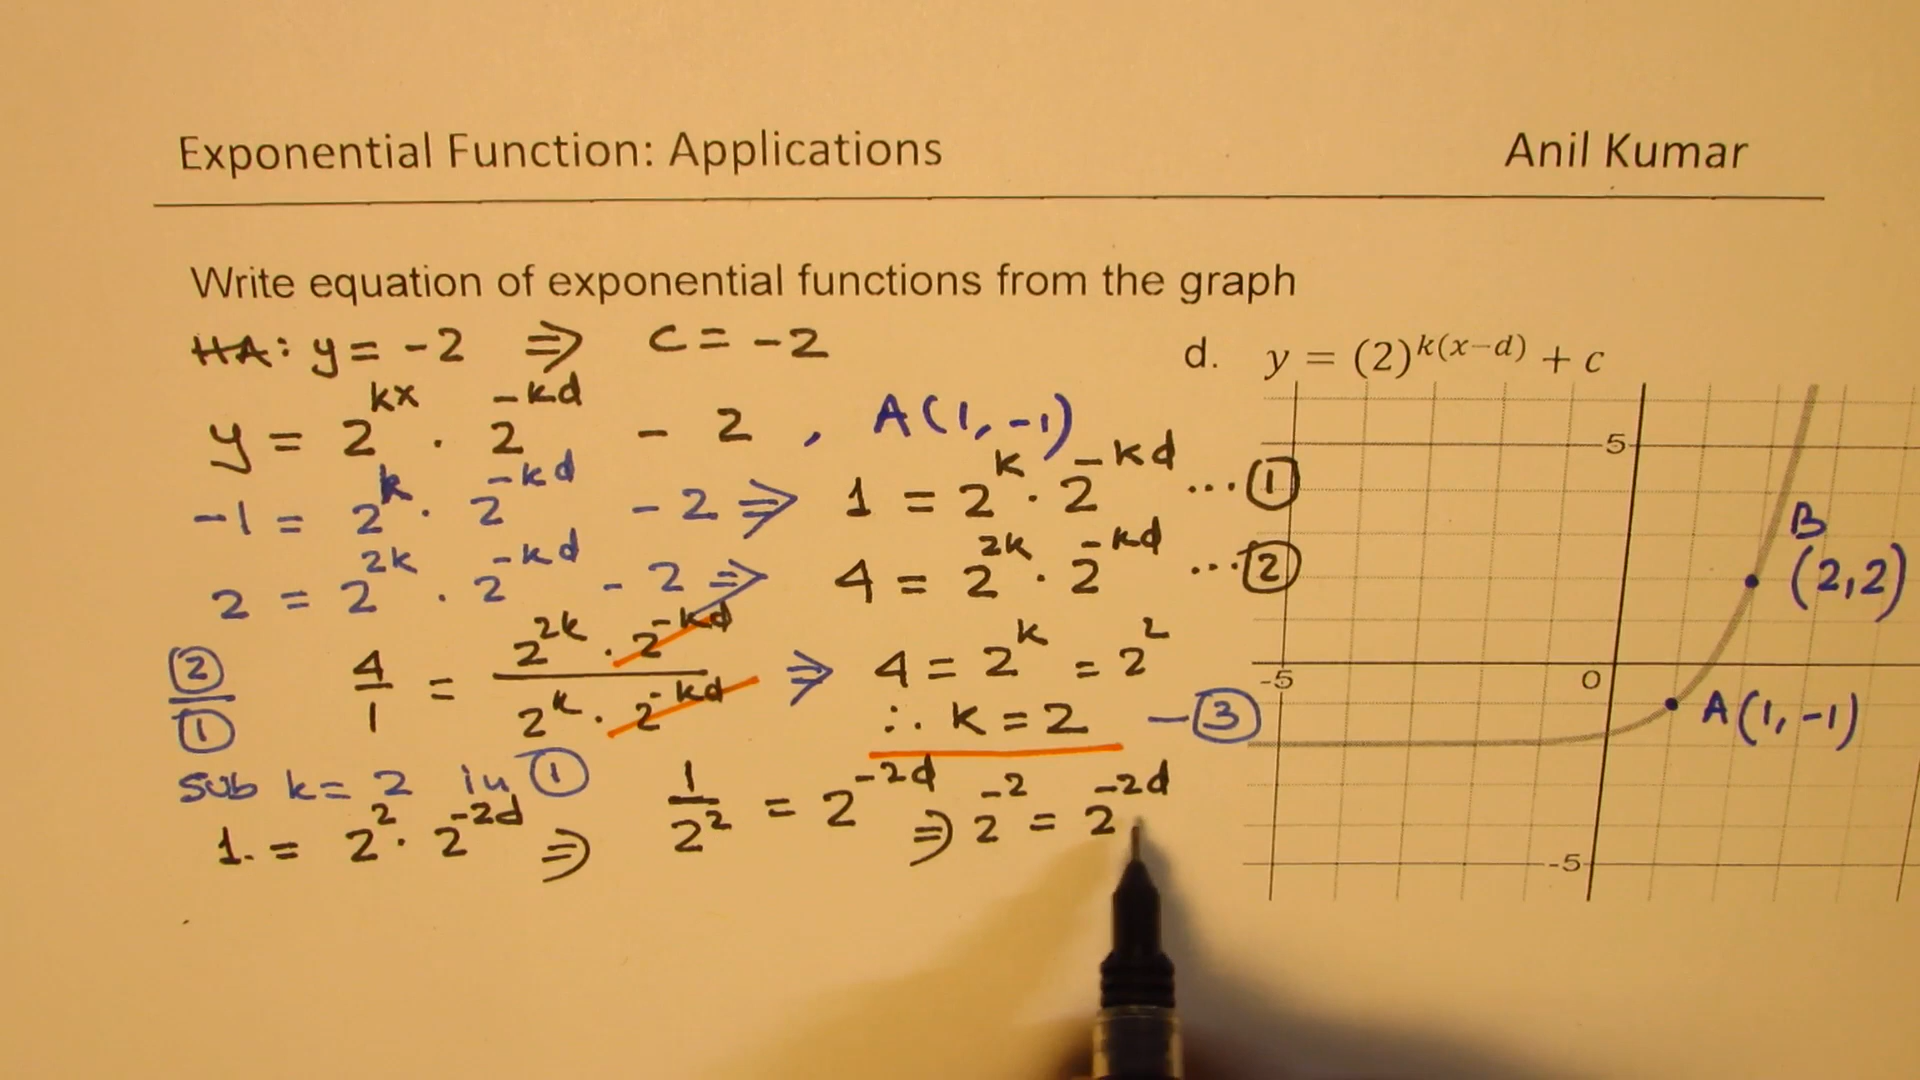 Exponential Function: Applications Anil Kumar
Write equation of exponential functions from the graph
HA: y = -2 ⇒ c = -2
d. y = (2)^{k(x-d)} + c
y = 2^{kx} · 2^{-kd} - 2 , A(1, -1)
-1 = 2^{k} · 2^{-kd} - 2 ⇒ 1 = 2^{k} · 2^{-kd} ... ①
2 = 2^{2k} · 2^{-kd} - 2 ⇒ 4 = 2^{2k} · 2^{-kd} ... ②
②/① 4/1 = (2^{2k} · 2^{-kd})/(2^{k} · 2^{-kd}) ⇒ 4 = 2^{k} = 2^{2}
∴ k = 2 — ③
sub k = 2 in ①
1. = 2^{2} · 2^{-2d} ⇒ 1/2^{2} = 2^{-2d} ⇒ 2^{-2} = 2^{-2d}
5
B
(2,2)
-5
0
A(1, -1)
-5